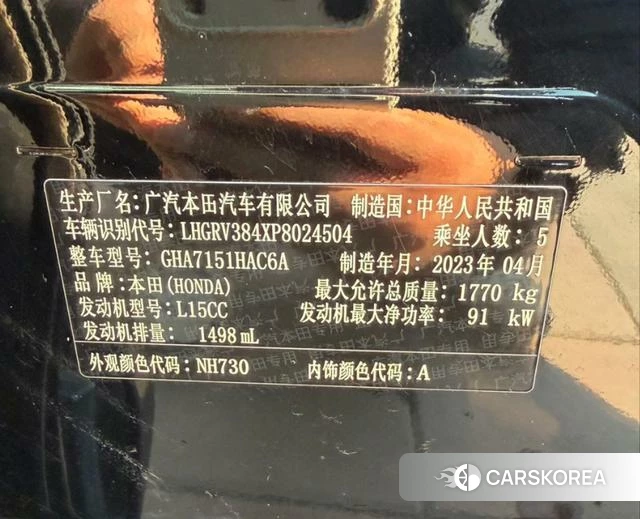 生产厂名：广汽本田汽车有限公司 制造国：中华人民共和国
车辆识别代号：LHGRV384XP8024504 乘坐人数：5
整车型号：GHA7151HAC6A 制造年月：2023年 04月
品牌：本田(HONDA) 最大允许总质量：1770 kg
发动机型号：L15CC 发动机最大净功率：91 kW
发动机排量：1498 mL
外观颜色代码：NH730 内饰颜色代码：A
CARSKOREA